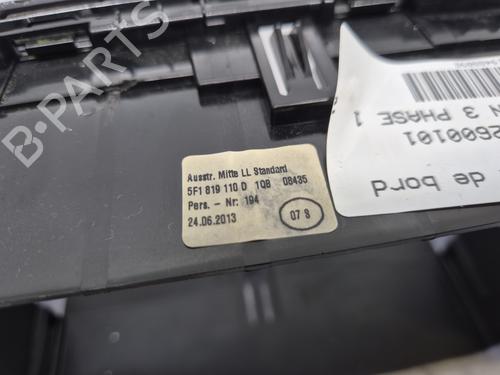 Ausstr. Mitte LL Standard
5F1 819 110 D 1QB 08435
Pers. - Nr: 194
24.06.2013
07 S
N 3 PHASE 1
2600101
de bord
B-PARTS